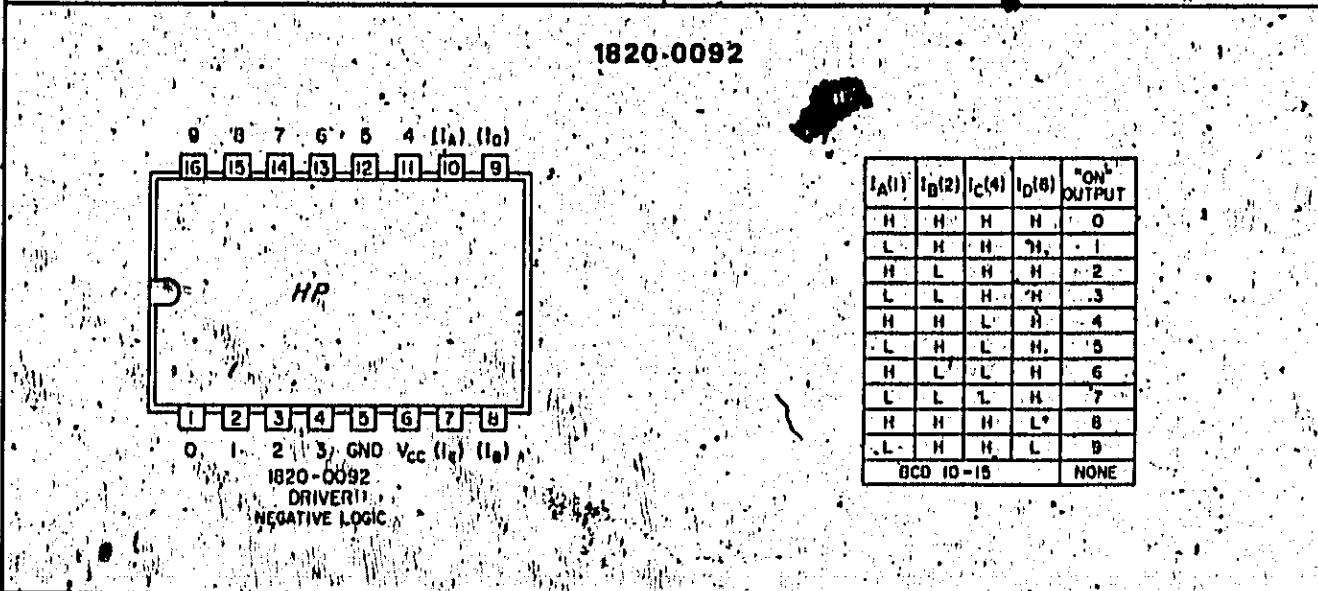 1820-0092
9 8 7 6 5 4 (IA) (ID)
16 15 14 13 12 11 10 9
HP
1 2 3 4 5 6 7 8
0 1 2 3 GND VCC (IC) (IB)
1820-0092
DRIVER
NEGATIVE LOGIC
IA(1) IB(2) IC(4) ID(8) "ON" OUTPUT
H H H H 0
L H H H 1
H L H H 2
L L H H 3
H H L H 4
L H L H 5
H L L H 6
L L L H 7
H H H L 8
L H H L 9
BCD 10-15 NONE